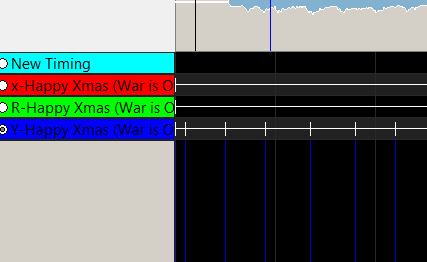 New Timing
x-Happy Xmas (War is O
R-Happy Xmas (War is O
Y-Happy Xmas (War is O